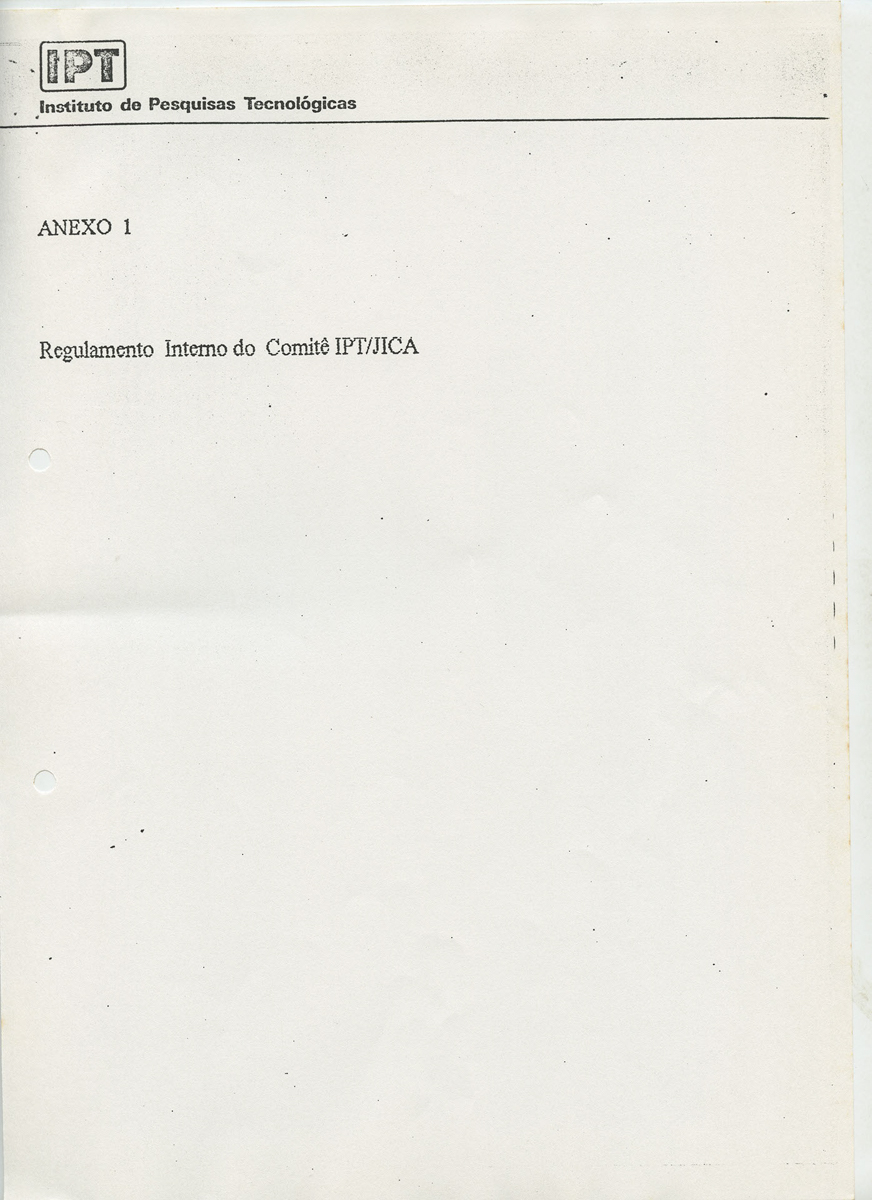 IPT
Instituto de Pesquisas Tecnológicas
ANEXO 1
Regulamento Interno do Comitê IPT/JICA